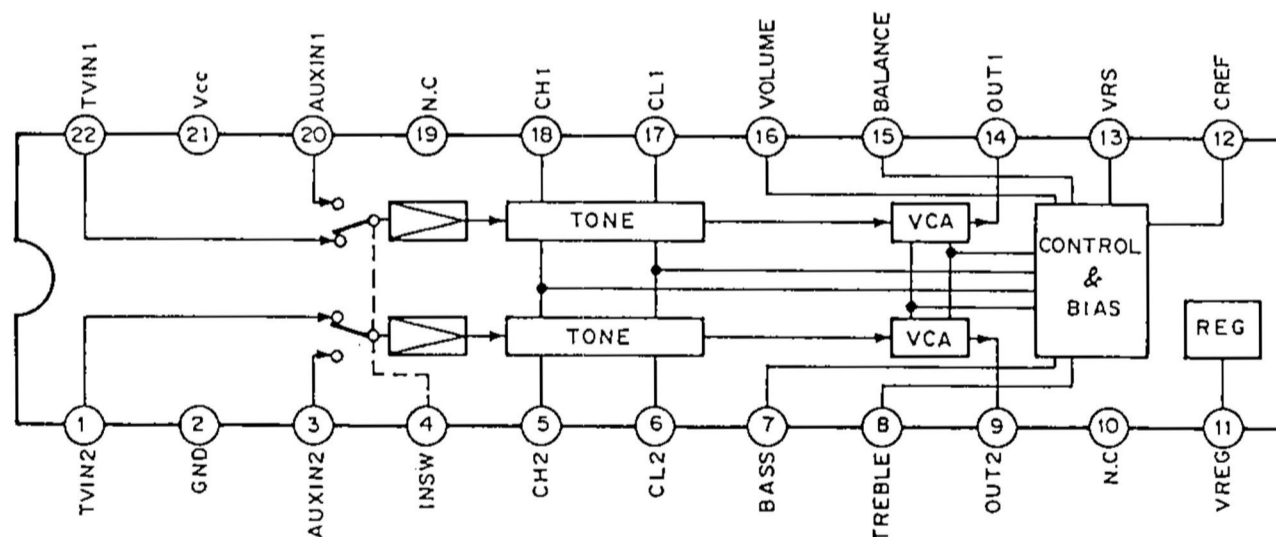 TVIN1
Vcc
AUXIN1
N.C
CH1
CL1
VOLUME
BALANCE
OUT1
VRS
CREF
22
21
20
19
18
17
16
15
14
13
12
TONE
VCA
CONTROL
&
BIAS
TONE
VCA
REG
1
2
3
4
5
6
7
8
9
10
11
TVIN2
GND
AUXIN2
INSW
CH2
CL2
BASS
TREBLE
OUT2
N.C
VREG